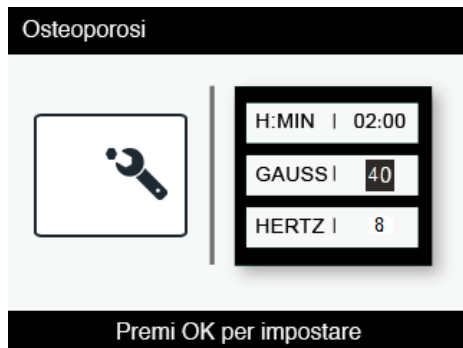 Osteoporosi
H:MIN | 02:00
GAUSS | 40
HERTZ | 8
Premi OK per impostare